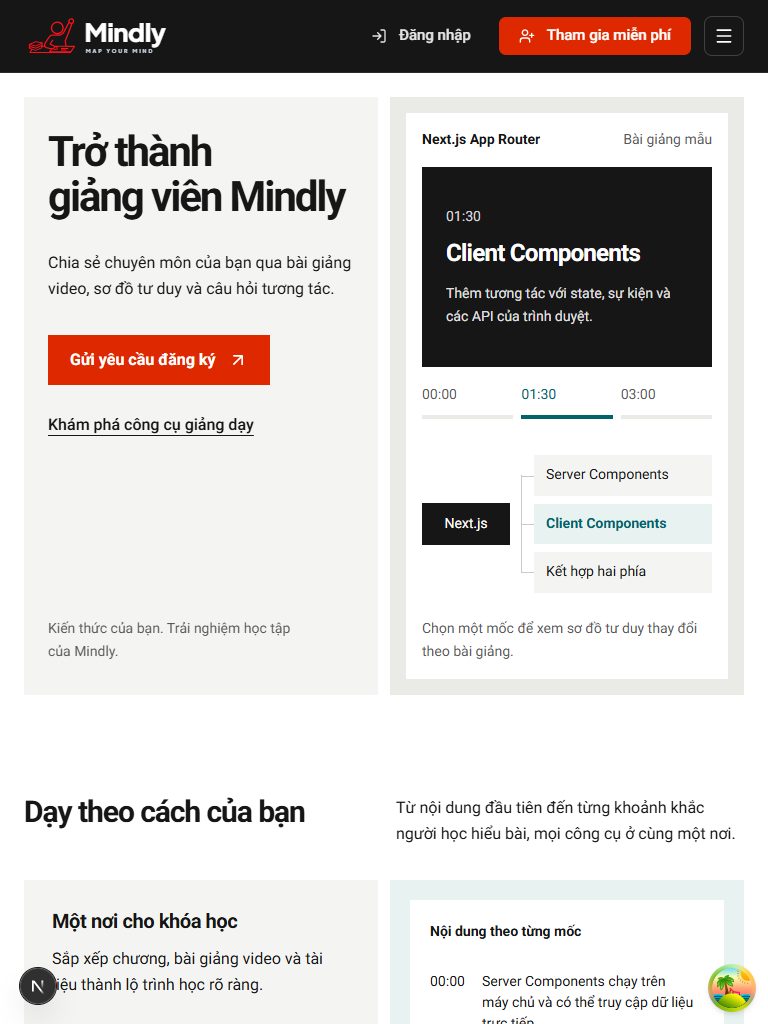 Mindly
MAP YOUR MIND
Đăng nhập
Tham gia miễn phí
Trở thành
giảng viên Mindly
Chia sẻ chuyên môn của bạn qua bài giảng
video, sơ đồ tư duy và câu hỏi tương tác.
Gửi yêu cầu đăng ký
Khám phá công cụ giảng dạy
Kiến thức của bạn. Trải nghiệm học tập
của Mindly.
Next.js App Router
Bài giảng mẫu
01:30
Client Components
Thêm tương tác với state, sự kiện và
các API của trình duyệt.
00:00
01:30
03:00
Next.js
Server Components
Client Components
Kết hợp hai phía
Chọn một mốc để xem sơ đồ tư duy thay đổi
theo bài giảng.
Dạy theo cách của bạn
Từ nội dung đầu tiên đến từng khoảnh khắc
người học hiểu bài, mọi công cụ ở cùng một nơi.
Một nơi cho khóa học
Sắp xếp chương, bài giảng video và tài
liệu thành lộ trình học rõ ràng.
N
Nội dung theo từng mốc
00:00
Server Components chạy trên
máy chủ và có thể truy cập dữ liệu
trực tiếp